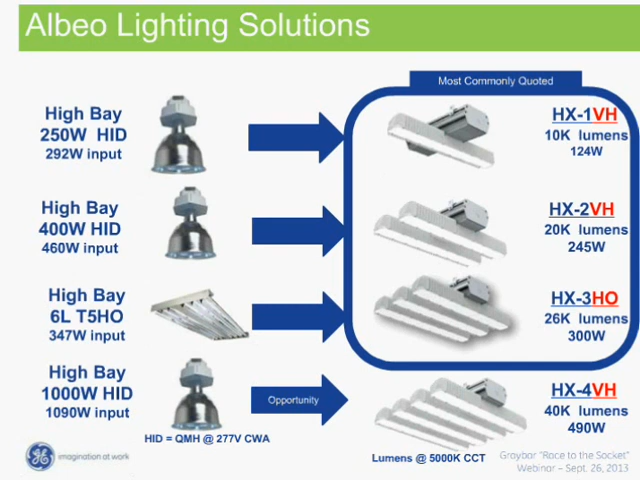 Albeo Lighting Solutions
Most Commonly Quoted
High Bay
250W HID
292W input
HX-1VH
10K lumens
124W
High Bay
400W HID
460W input
HX-2VH
20K lumens
245W
High Bay
6L T5HO
347W input
HX-3HO
26K lumens
300W
High Bay
1000W HID
1090W input
Opportunity
HX-4VH
40K lumens
490W
HID = QMH @ 277V CWA
Lumens @ 5000K CCT
GE imagination at work
Graybar "Race to the Socket"
Webinar – Sept. 26, 2013